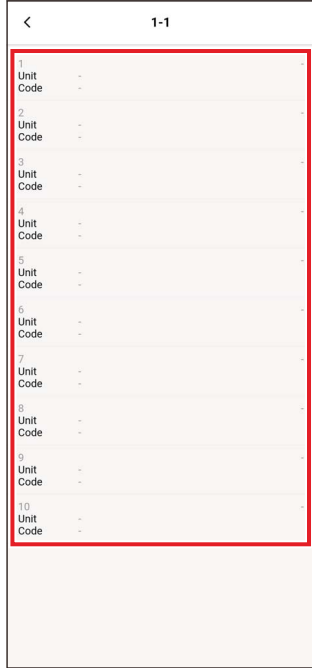 1-1
1 -
Unit -
Code -
2 -
Unit -
Code -
3 -
Unit -
Code -
4 -
Unit -
Code -
5 -
Unit -
Code -
6 -
Unit -
Code -
7 -
Unit -
Code -
8 -
Unit -
Code -
9 -
Unit -
Code -
10 -
Unit -
Code -